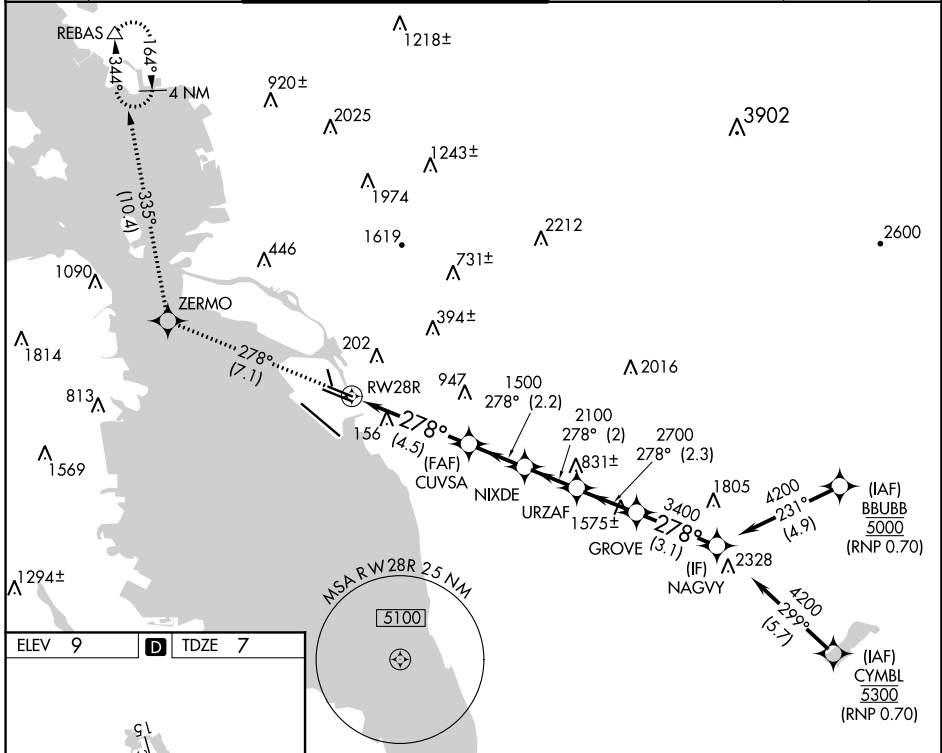 REBAS
344°
164°
4 NM
1218±
920±
2025
3902
1243±
1974
335°
(10.4)
1619
2212
2600
446
731±
1090
ZERMO
394±
1814
278°
(7.1)
202
RW28R
947
2016
813
1500
278° (2.2)
2100
278° (2)
2700
278° (2.3)
156
278°
(4.5)
(FAF)
CUVSA
NIXDE
831±
1569
URZAF
1575±
GROVE
3400
278°
(3.1)
1805
4200
231°
(4.9)
(IAF)
BBUBB
5000
(RNP 0.70)
(IF)
NAGVY
2328
1294±
MSA RW28R 25 NM
5100
4200
299°
(5.7)
(IAF)
CYMBL
5300
(RNP 0.70)
ELEV 9
D
TDZE 7
15